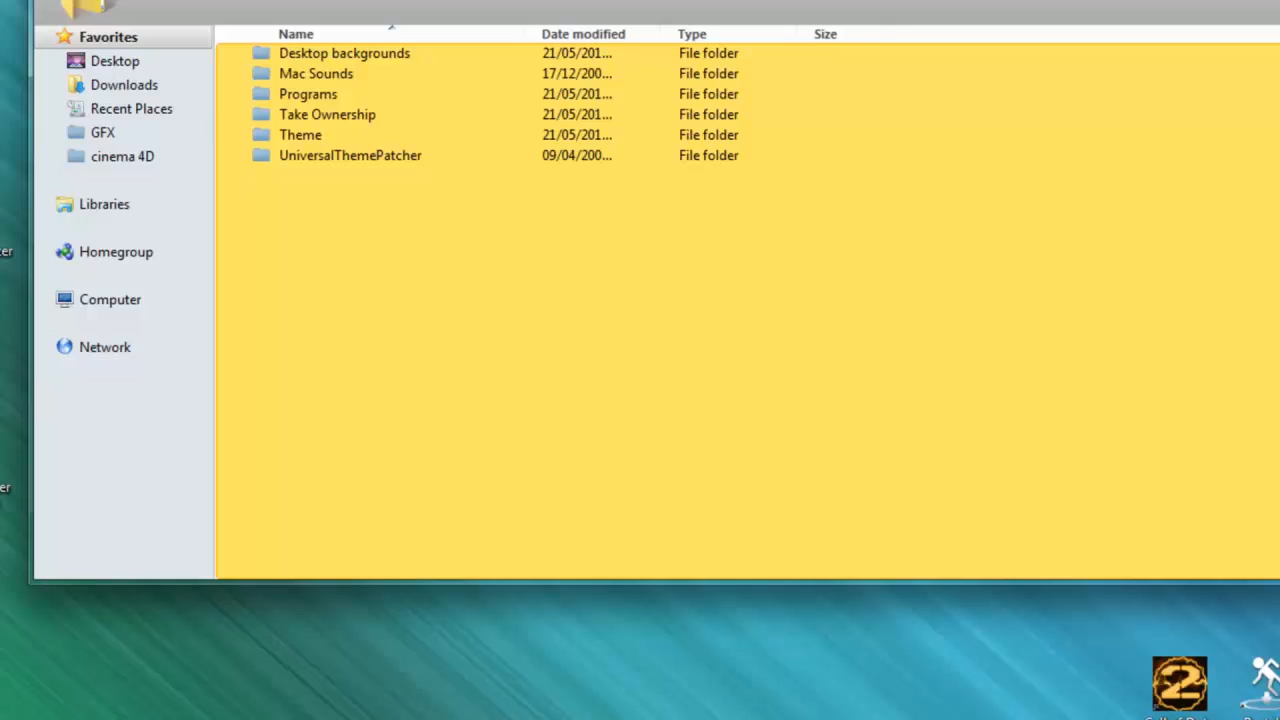 Favorites
Desktop
Downloads
Recent Places
GFX
cinema 4D
Libraries
Homegroup
Computer
Network
Name Date modified Type Size
Desktop backgrounds 21/05/201... File folder
Mac Sounds 17/12/200... File folder
Programs 21/05/201... File folder
Take Ownership 21/05/201... File folder
Theme 21/05/201... File folder
UniversalThemePatcher 09/04/200... File folder
2